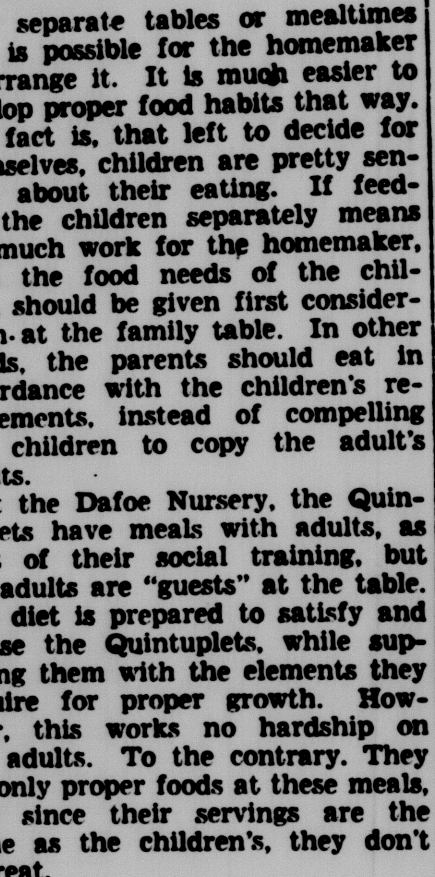 separate tables or mealtimes
is possible for the homemaker
rrange it. It is much easier to
lop proper food habits that way.
fact is, that left to decide for
nselves, children are pretty sen-
about their eating. If feed-
the children separately means
much work for the homemaker,
the food needs of the chil-
should be given first consider-
n at the family table. In other
ds, the parents should eat in
rdance with the children's re-
ements, instead of compelling
children to copy the adult's
ts.
t the Dafoe Nursery, the Quin-
ets have meals with adults, as
of their social training, but
adults are "guests" at the table.
diet is prepared to satisfy and
se the Quintuplets, while sup-
ng them with the elements they
uire for proper growth. How-
r, this works no hardship on
adults. To the contrary. They
only proper foods at these meals,
since their servings are the
e as the children's, they don't
reat.